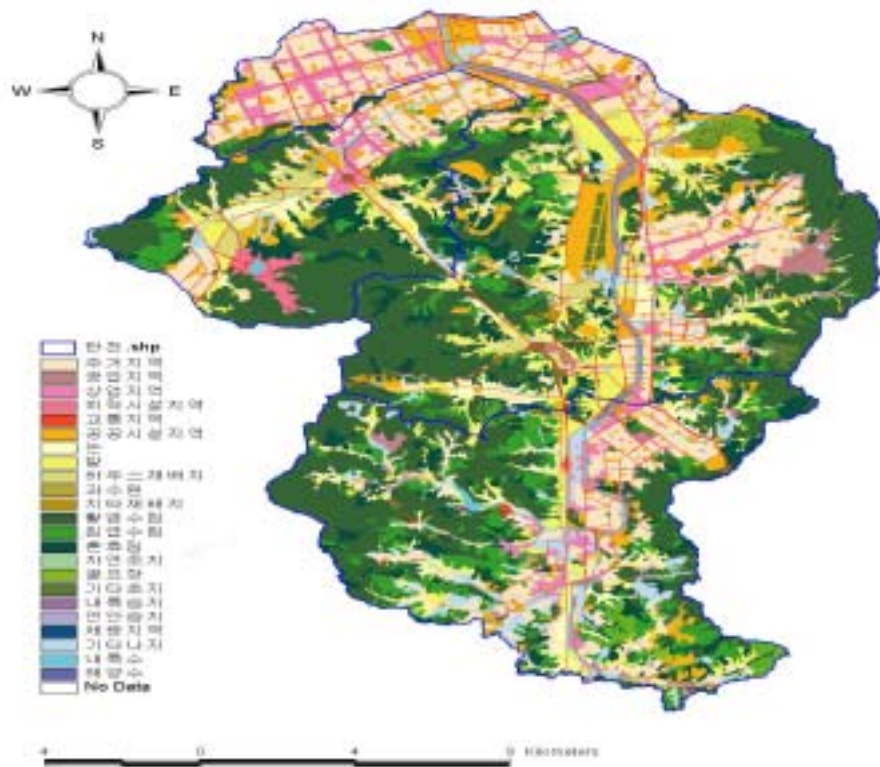 N
W E
S
탄천.shp
주거지역
공업지역
상업지역
위락시설지역
교통지역
공공시설지역
논
밭
하우스재배지
과수원
기타재배지
활엽수림
침엽수림
혼효림
자연초지
골프장
기타초지
내륙습지
연안습지
채광지역
기타나지
내륙수
해양수
No Data
4 0 4 8 Kilometers